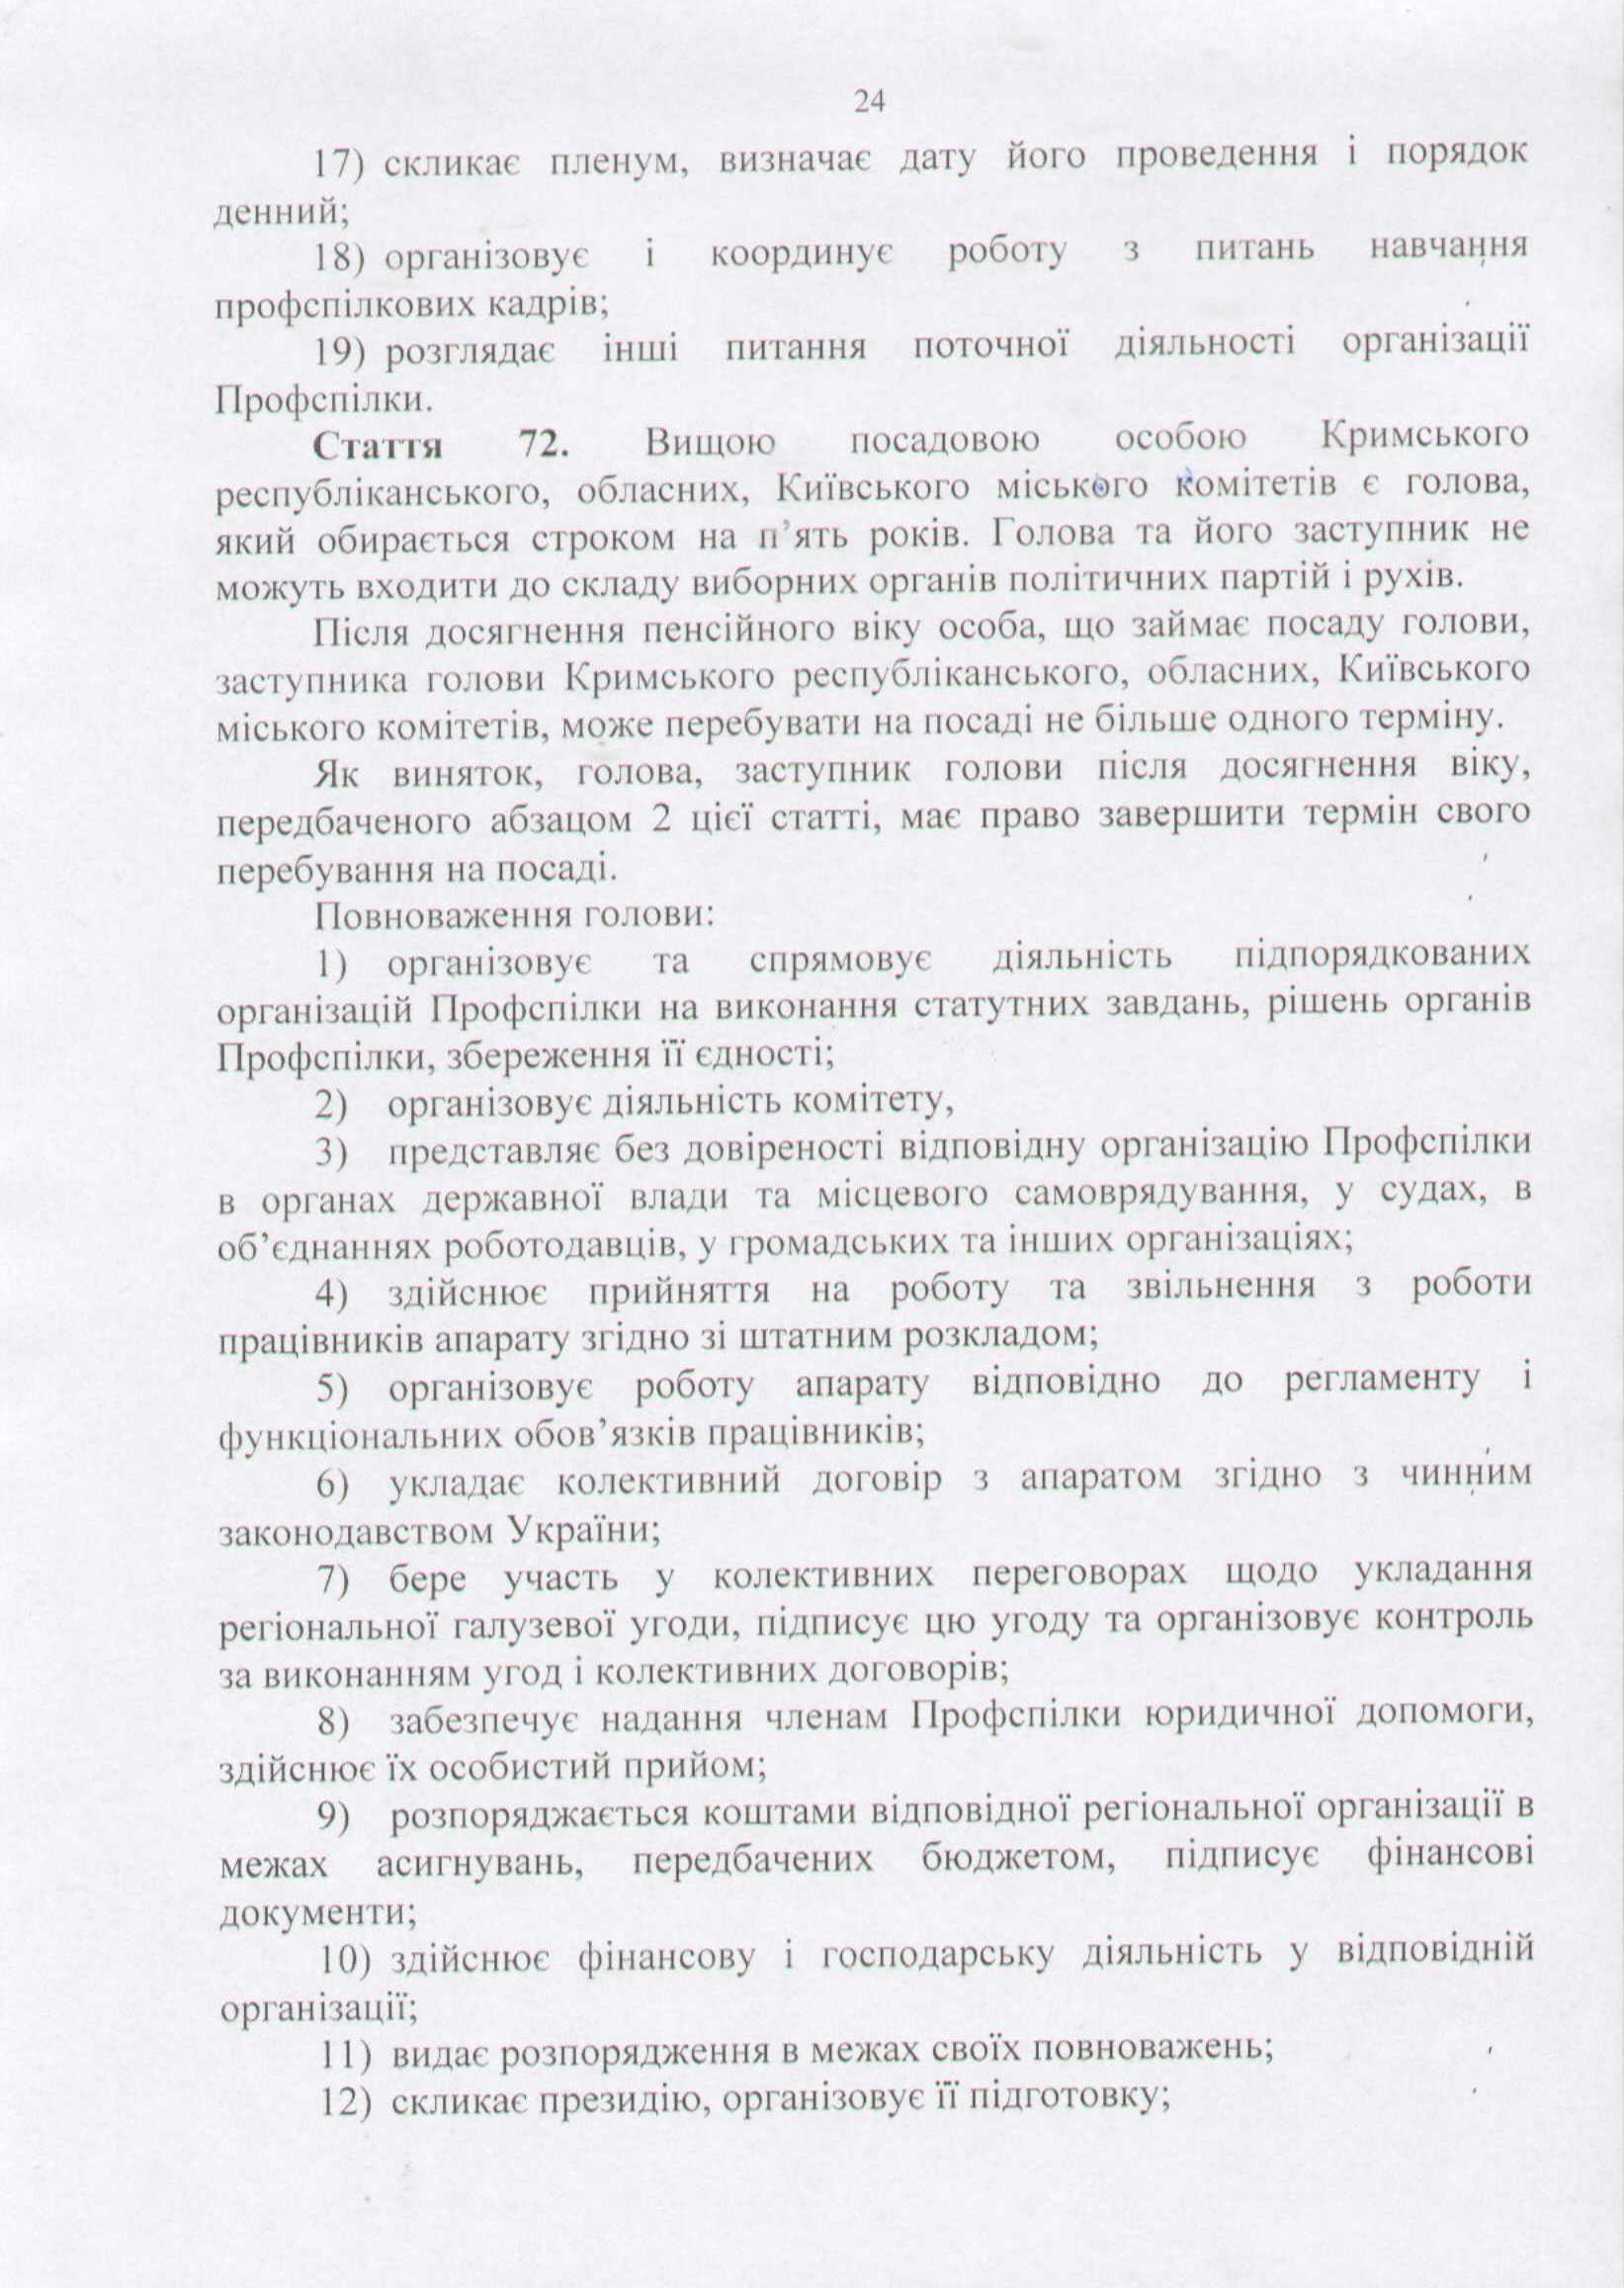 24
17) скликає пленум, визначає дату його проведення і порядок
денний;
18) організовує і координує роботу з питань навчання
профспілкових кадрів;
19) розглядає інші питання поточної діяльності організації
Профспілки.
Стаття 72. Вищою посадовою особою Кримського
республіканського, обласних, Київського міського комітетів є голова,
який обирається строком на п’ять років. Голова та його заступник не
можуть входити до складу виборних органів політичних партій і рухів.
Після досягнення пенсійного віку особа, що займає посаду голови,
заступника голови Кримського республіканського, обласних, Київського
міського комітетів, може перебувати на посаді не більше одного терміну.
Як виняток, голова, заступник голови після досягнення віку,
передбаченого абзацом 2 цієї статті, має право завершити термін свого
перебування на посаді.
Повноваження голови:
1) організовує та спрямовує діяльність підпорядкованих
організацій Профспілки на виконання статутних завдань, рішень органів
Профспілки, збереження її єдності;
2) організовує діяльність комітету,
3) представляє без довіреності відповідну організацію Профспілки
в органах державної влади та місцевого самоврядування, у судах, в
об’єднаннях роботодавців, у громадських та інших організаціях;
4) здійснює прийняття на роботу та звільнення з роботи
працівників апарату згідно зі штатним розкладом;
5) організовує роботу апарату відповідно до регламенту і
функціональних обов’язків працівників;
6) укладає колективний договір з апаратом згідно з чинним
законодавством України;
7) бере участь у колективних переговорах щодо укладання
регіональної галузевої угоди, підписує цю угоду та організовує контроль
за виконанням угод і колективних договорів;
8) забезпечує надання членам Профспілки юридичної допомоги,
здійснює їх особистий прийом;
9) розпоряджається коштами відповідної регіональної організації в
межах асигнувань, передбачених бюджетом, підписує фінансові
документи;
10) здійснює фінансову і господарську діяльність у відповідній
організації;
11) видає розпорядження в межах своїх повноважень;
12) скликає президію, організовує її підготовку;